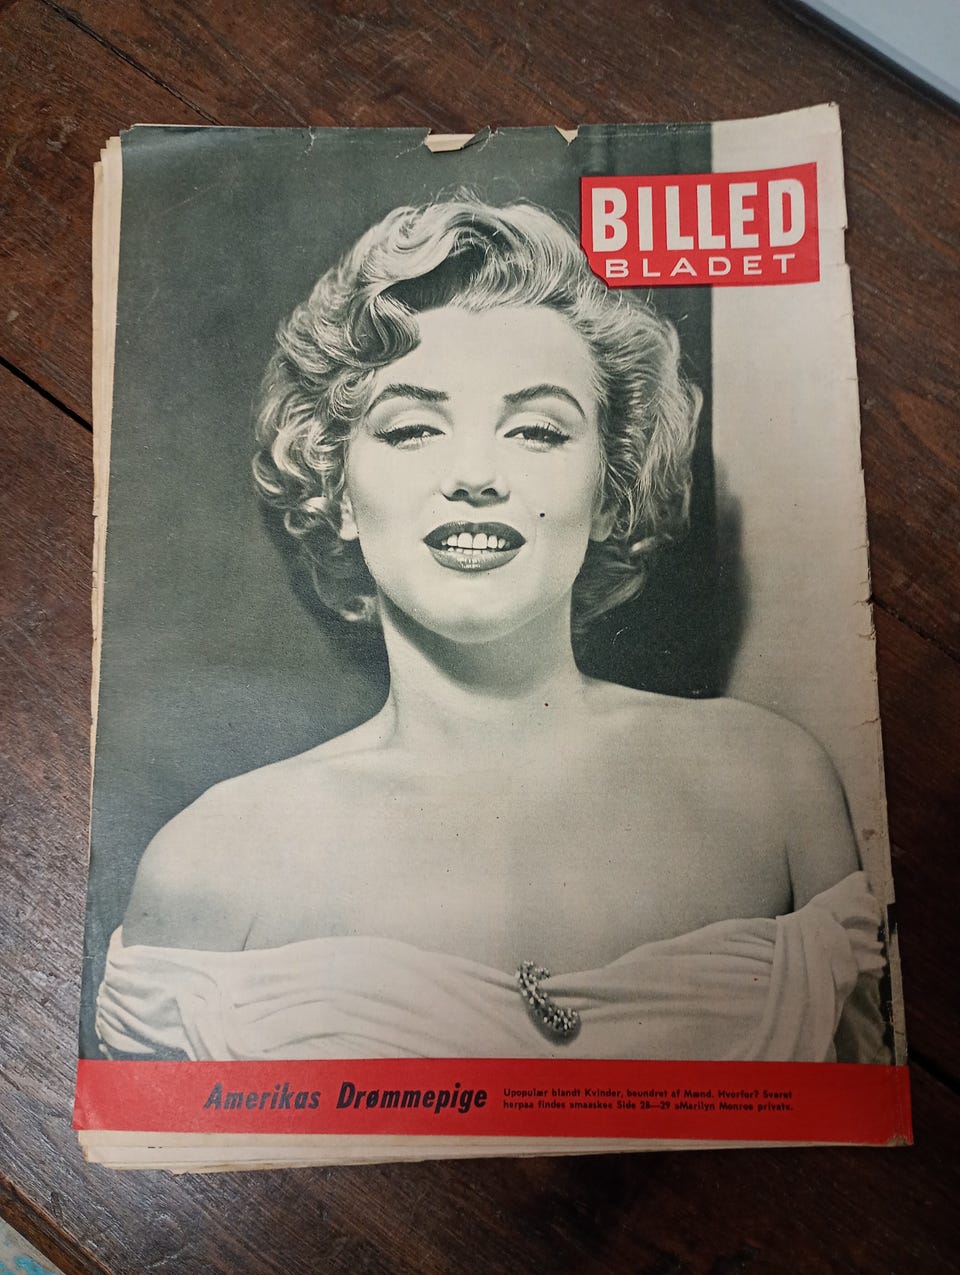 BILLED
BLADET
Amerikas Drømmepige
Upopulær blandt Kvinder, beundret af Mænd. Hvorfor? Svaret
herpaa findes »maaske« Side 28—29 »Marilyn Monroe privat«.